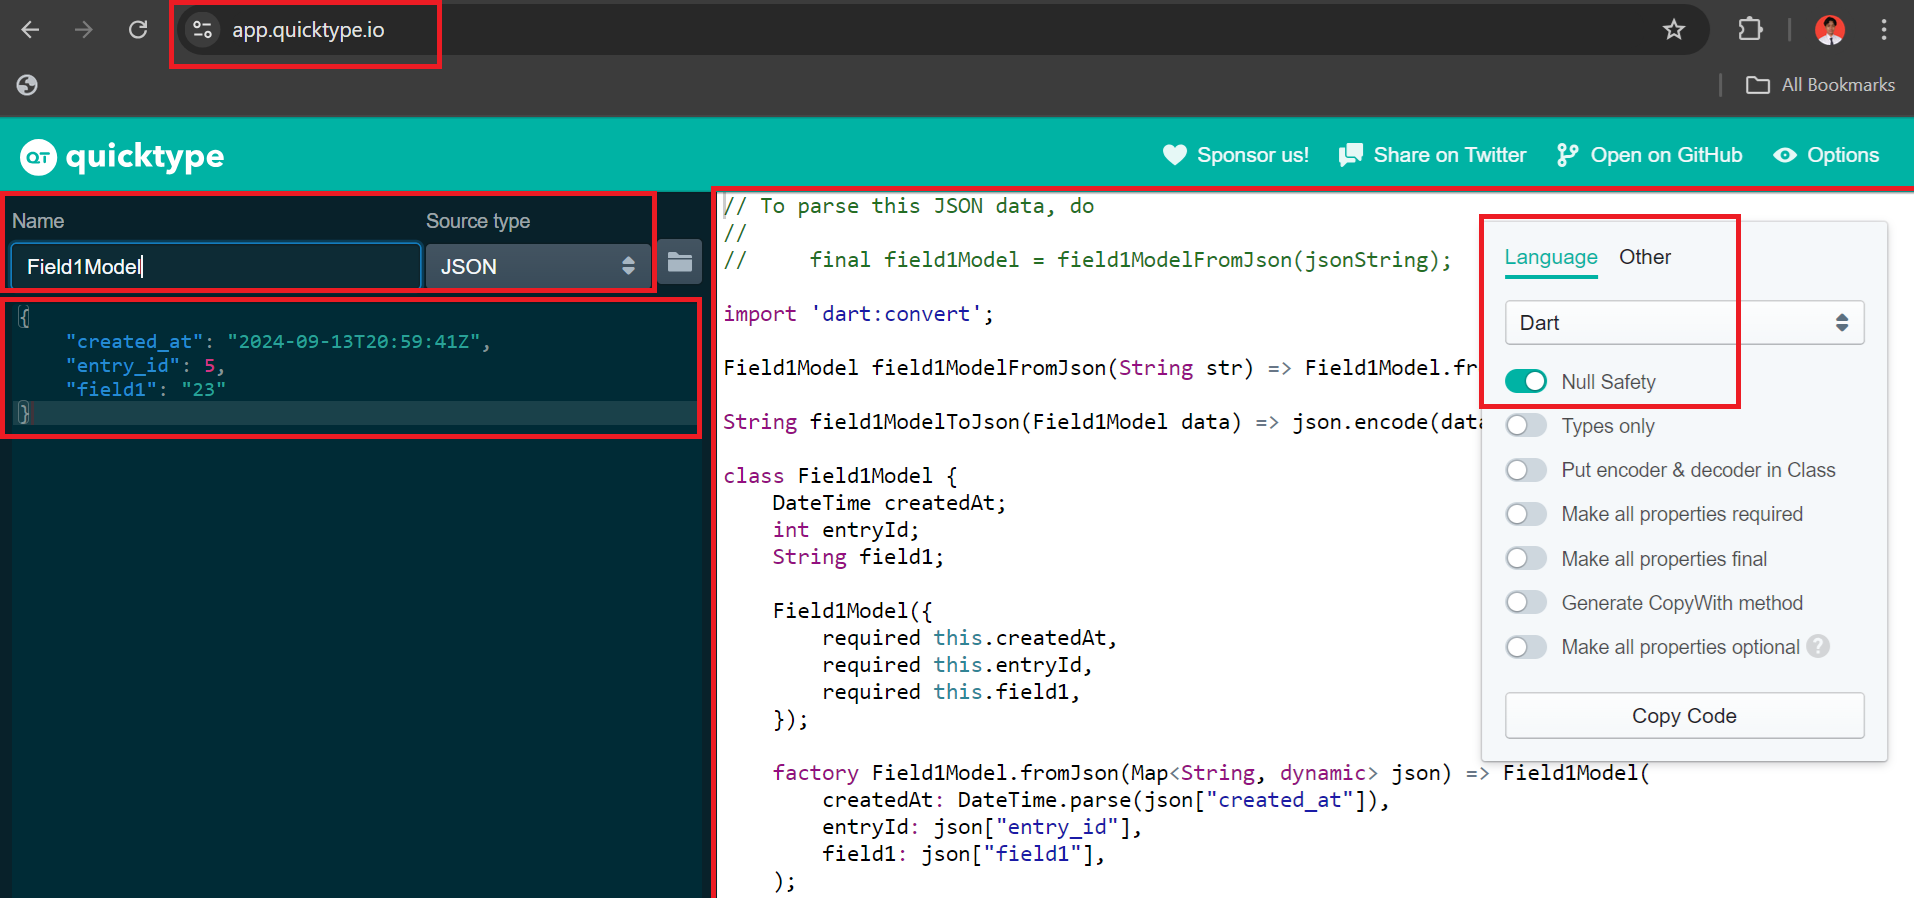 app.quicktype.io
All Bookmarks
QT quicktype
Sponsor us!
Share on Twitter
Open on GitHub
Options
Name
Source type
Field1Model
JSON
{
"created_at": "2024-09-13T20:59:41Z",
"entry_id": 5,
"field1": "23"
}
// To parse this JSON data, do
//
// final field1Model = field1ModelFromJson(jsonString);
import 'dart:convert';
Field1Model field1ModelFromJson(String str) => Field1Model.fr
String field1ModelToJson(Field1Model data) => json.encode(dat
class Field1Model {
DateTime createdAt;
int entryId;
String field1;
Field1Model({
required this.createdAt,
required this.entryId,
required this.field1,
});
factory Field1Model.fromJson(Map<String, dynamic> json) => Field1Model(
createdAt: DateTime.parse(json["created_at"]),
entryId: json["entry_id"],
field1: json["field1"],
);
Language
Other
Dart
Null Safety
Types only
Put encoder & decoder in Class
Make all properties required
Make all properties final
Generate CopyWith method
Make all properties optional ?
Copy Code